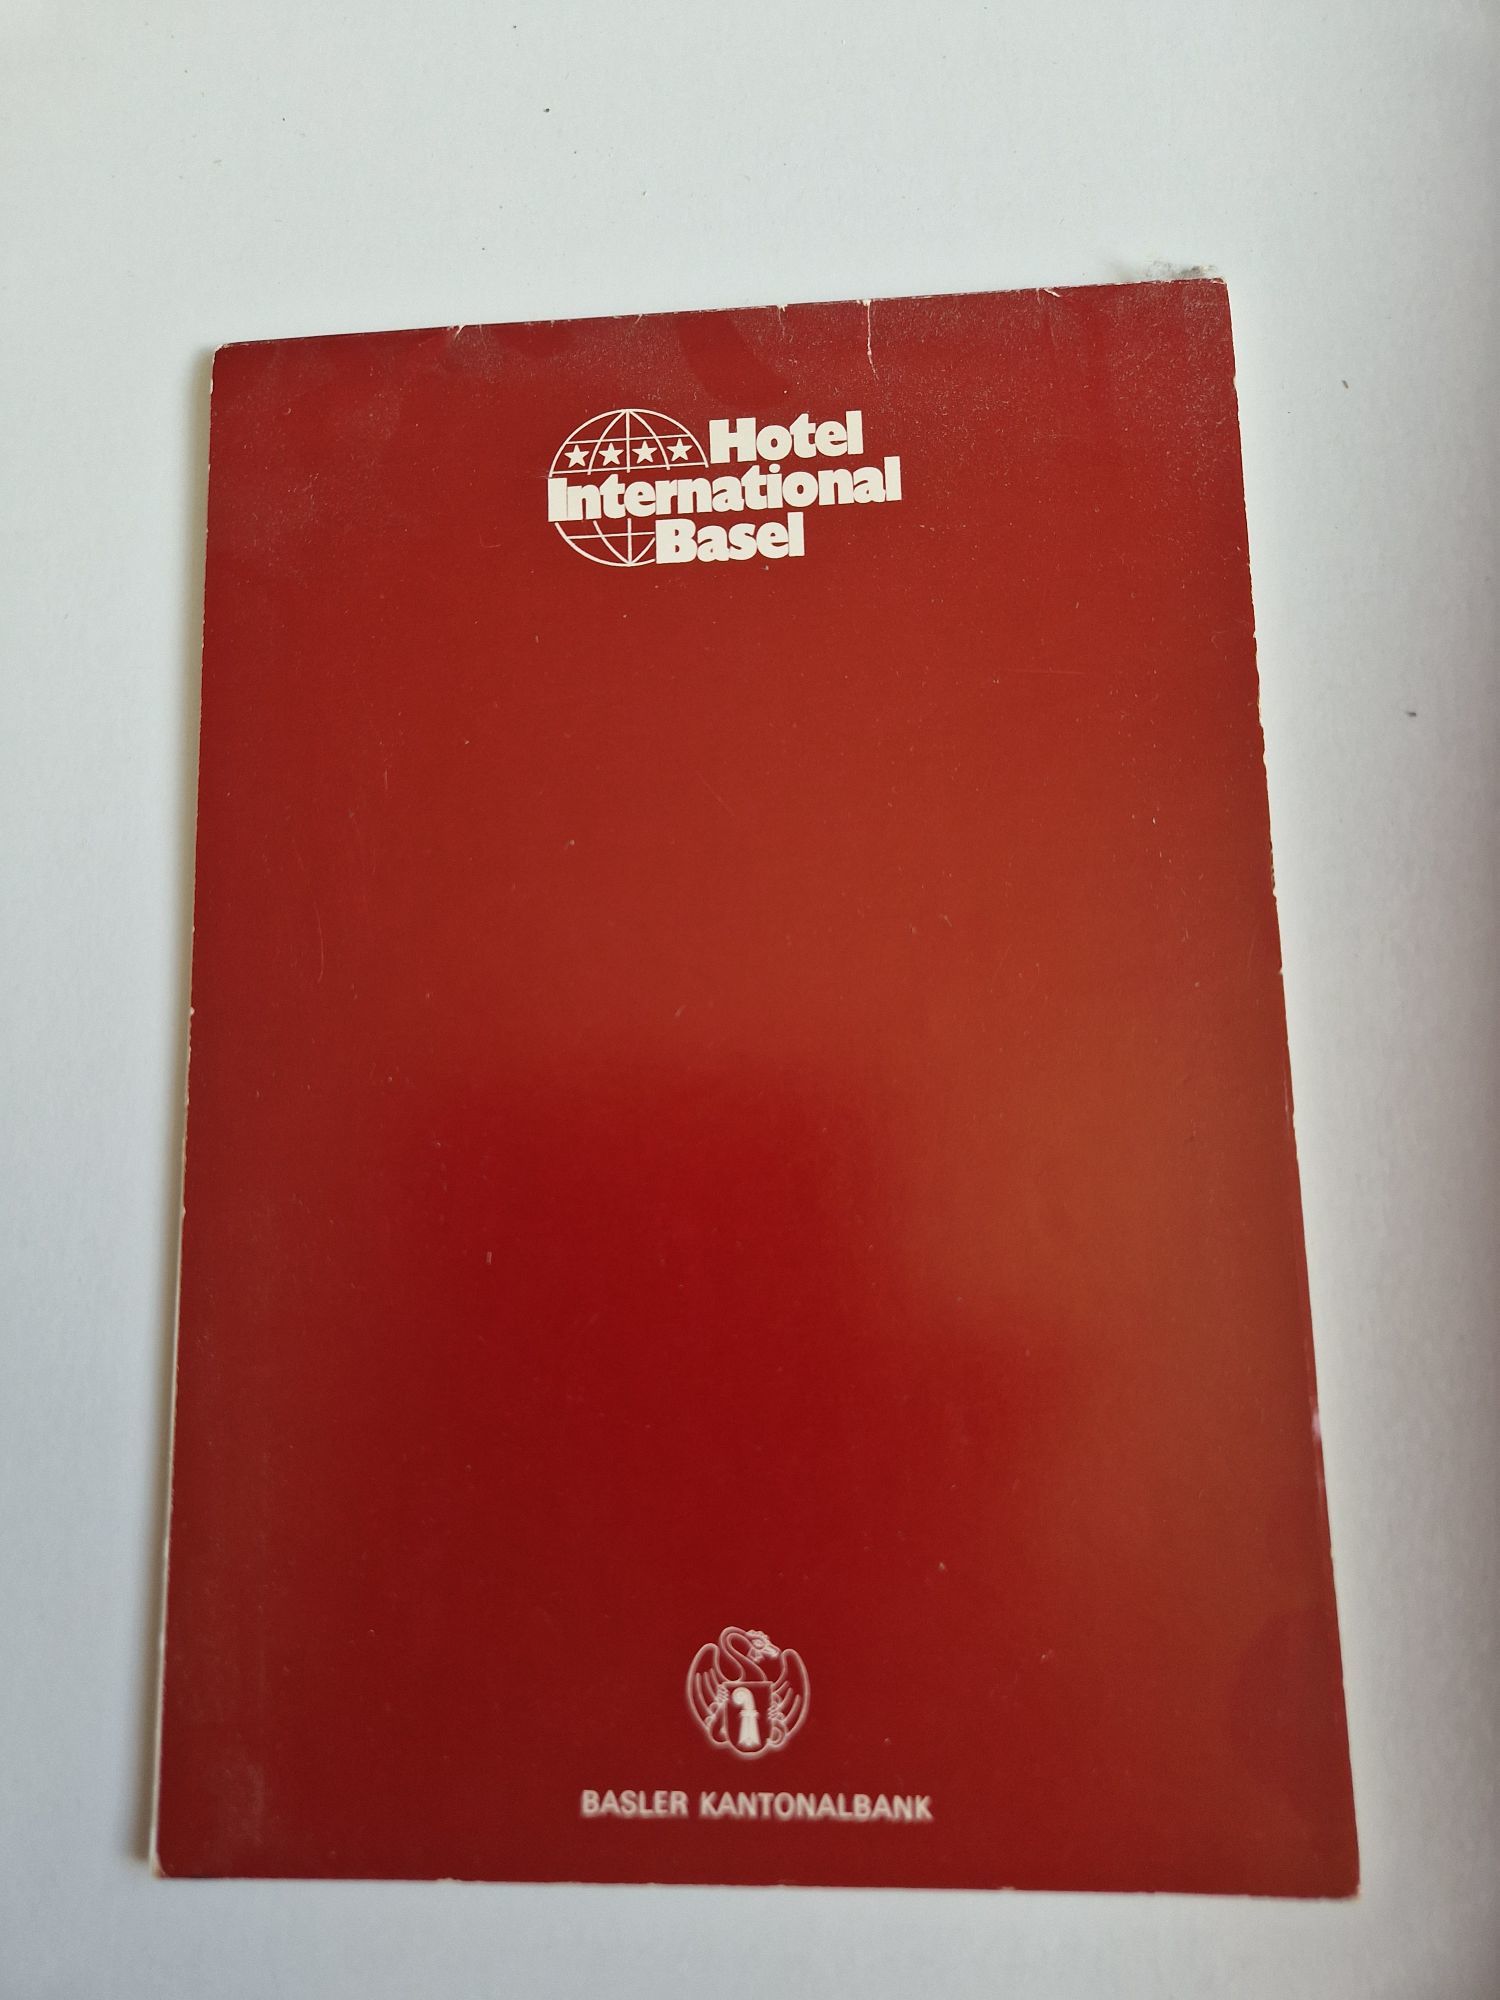 Hotel
International
Basel
BASLER KANTONALBANK